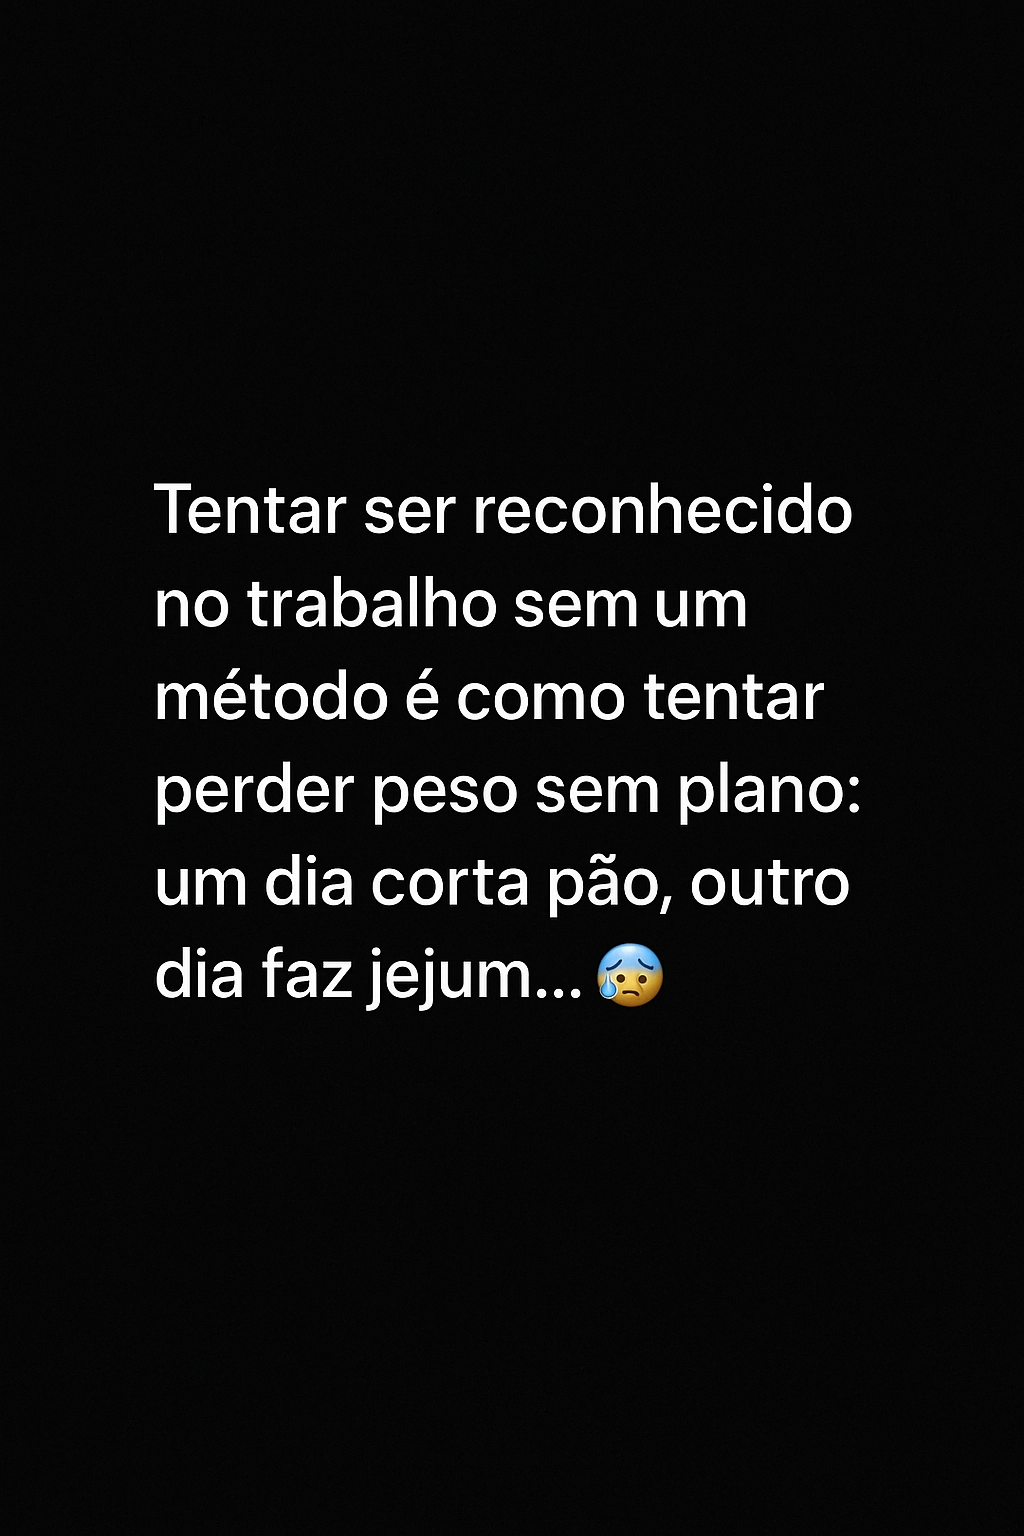 Tentar ser reconhecido
no trabalho sem um
método é como tentar
perder peso sem plano:
um dia corta pão, outro
dia faz jejum... 😰